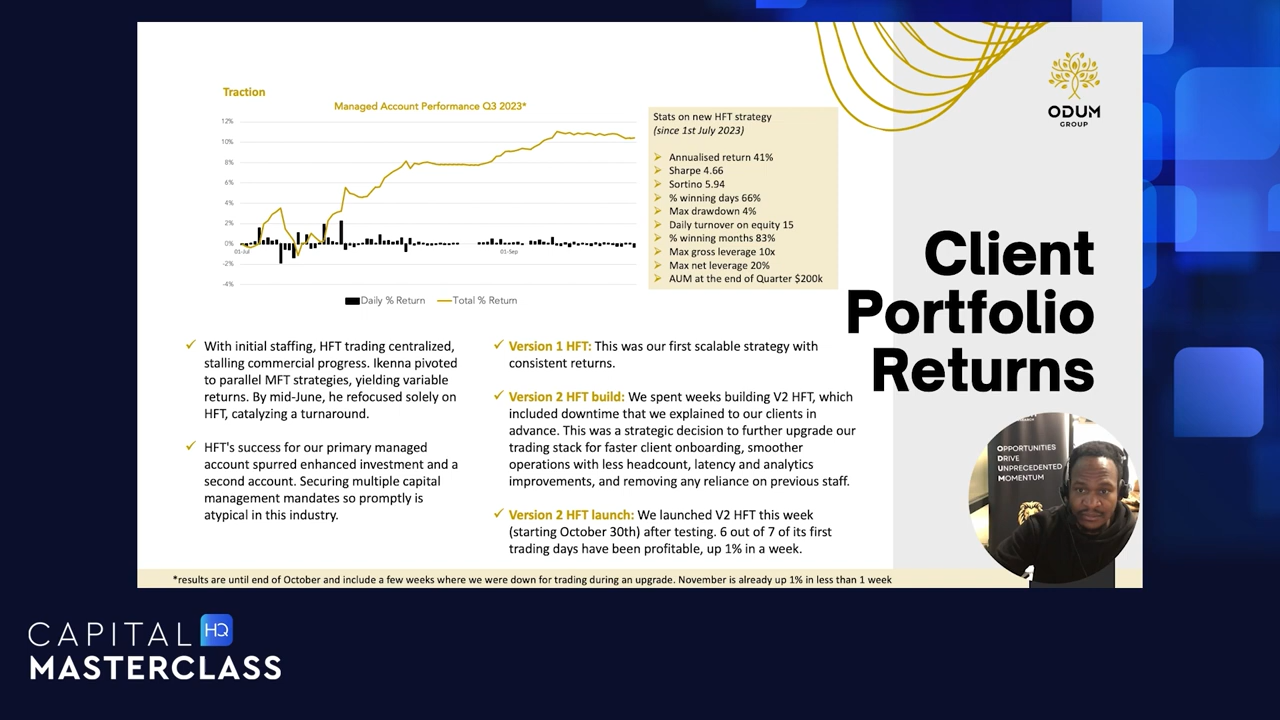 Traction
Managed Account Performance Q3 2023*
12%
10%
8%
6%
4%
2%
0%
-2%
-4%
01-Jul
01-Sep
Daily % Return
Total % Return
Stats on new HFT strategy
(since 1st July 2023)
Annualised return 41%
Sharpe 4.66
Sortino 5.94
% winning days 66%
Max drawdown 4%
Daily turnover on equity 15
% winning months 83%
Max gross leverage 10x
Max net leverage 20%
AUM at the end of Quarter $200k
ODUM
GROUP
Client
Portfolio
Returns
✓ With initial staffing, HFT trading centralized,
stalling commercial progress. Ikenna pivoted
to parallel MFT strategies, yielding variable
returns. By mid-June, he refocused solely on
HFT, catalyzing a turnaround.
✓ HFT's success for our primary managed
account spurred enhanced investment and a
second account. Securing multiple capital
management mandates so promptly is
atypical in this industry.
✓ Version 1 HFT: This was our first scalable strategy with
consistent returns.
✓ Version 2 HFT build: We spent weeks building V2 HFT, which
included downtime that we explained to our clients in
advance. This was a strategic decision to further upgrade our
trading stack for faster client onboarding, smoother
operations with less headcount, latency and analytics
improvements, and removing any reliance on previous staff.
✓ Version 2 HFT launch: We launched V2 HFT this week
(starting October 30th) after testing. 6 out of 7 of its first
trading days have been profitable, up 1% in a week.
OPPORTUNITIES
DRIVE
UNPRECEDENTED
MOMENTUM
*results are until end of October and include a few weeks where we were down for trading during an upgrade. November is already up 1% in less than 1 week
CAPITAL HQ
MASTERCLASS